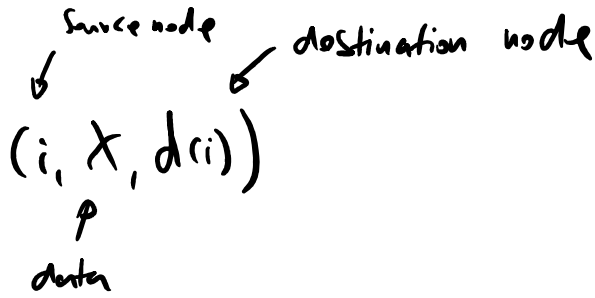 source node
destination node
(i, X, d(i))
data